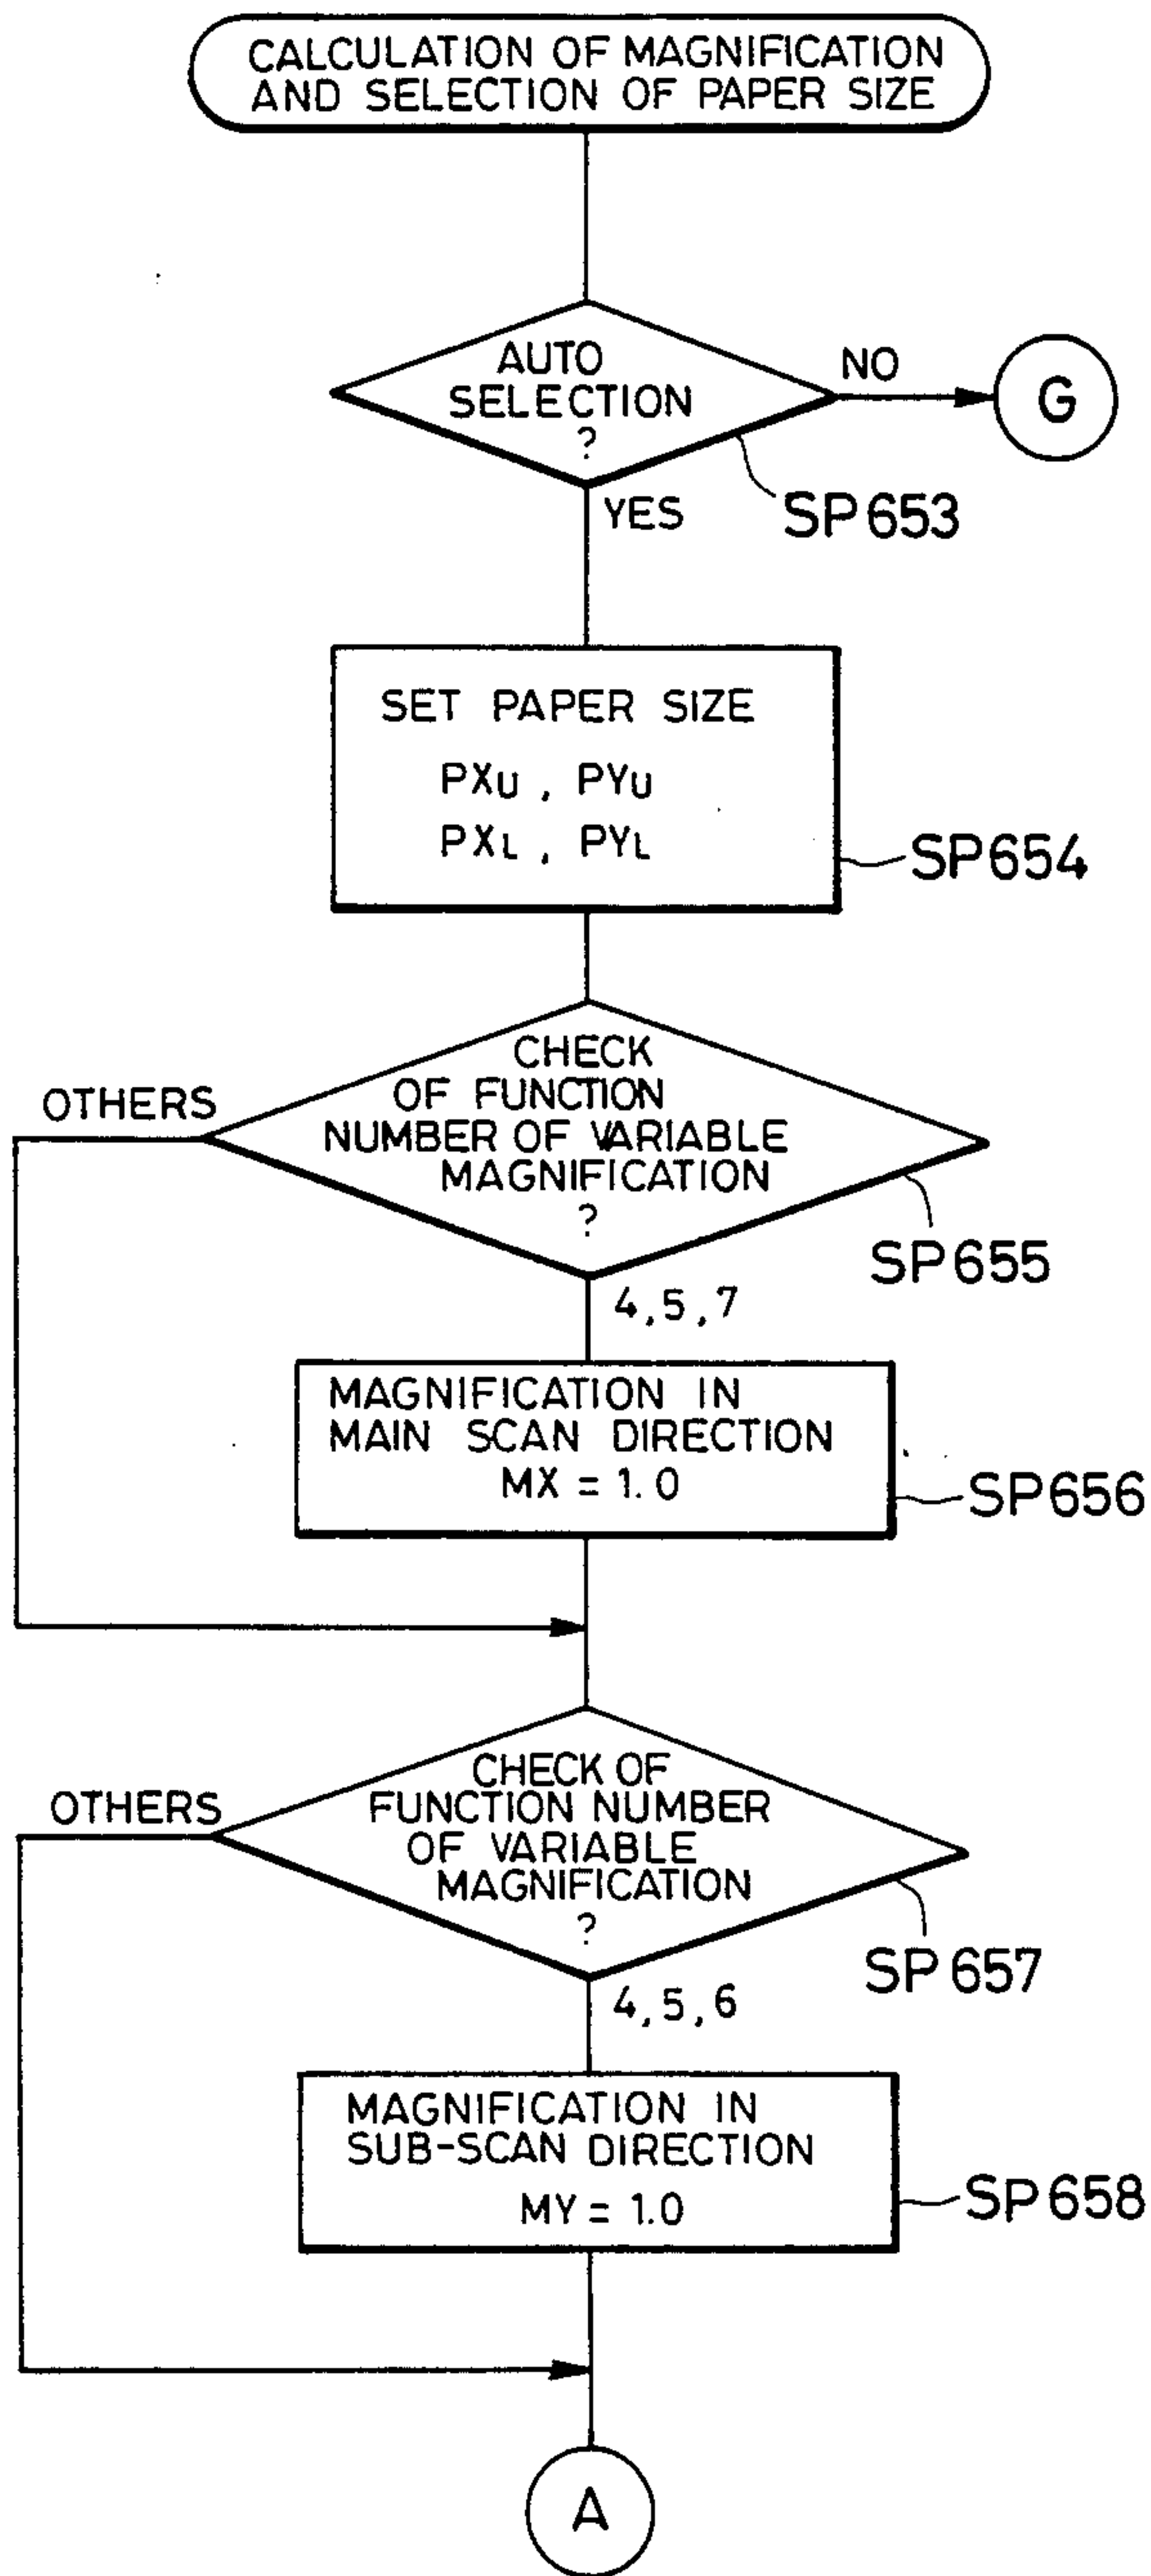 CALCULATION OF MAGNIFICATION
AND SELECTION OF PAPER SIZE
AUTO
SELECTION
?
NO
G
YES
SP653
SET PAPER SIZE
PXU , PYU
PXL , PYL
SP654
CHECK
OF FUNCTION
NUMBER OF VARIABLE
MAGNIFICATION
?
OTHERS
SP655
4,5,7
MAGNIFICATION IN
MAIN SCAN DIRECTION
MX = 1.0
SP656
CHECK OF
FUNCTION NUMBER
OF VARIABLE
MAGNIFICATION
?
OTHERS
SP657
4,5,6
MAGNIFICATION IN
SUB-SCAN DIRECTION
MY = 1.0
SP658
A